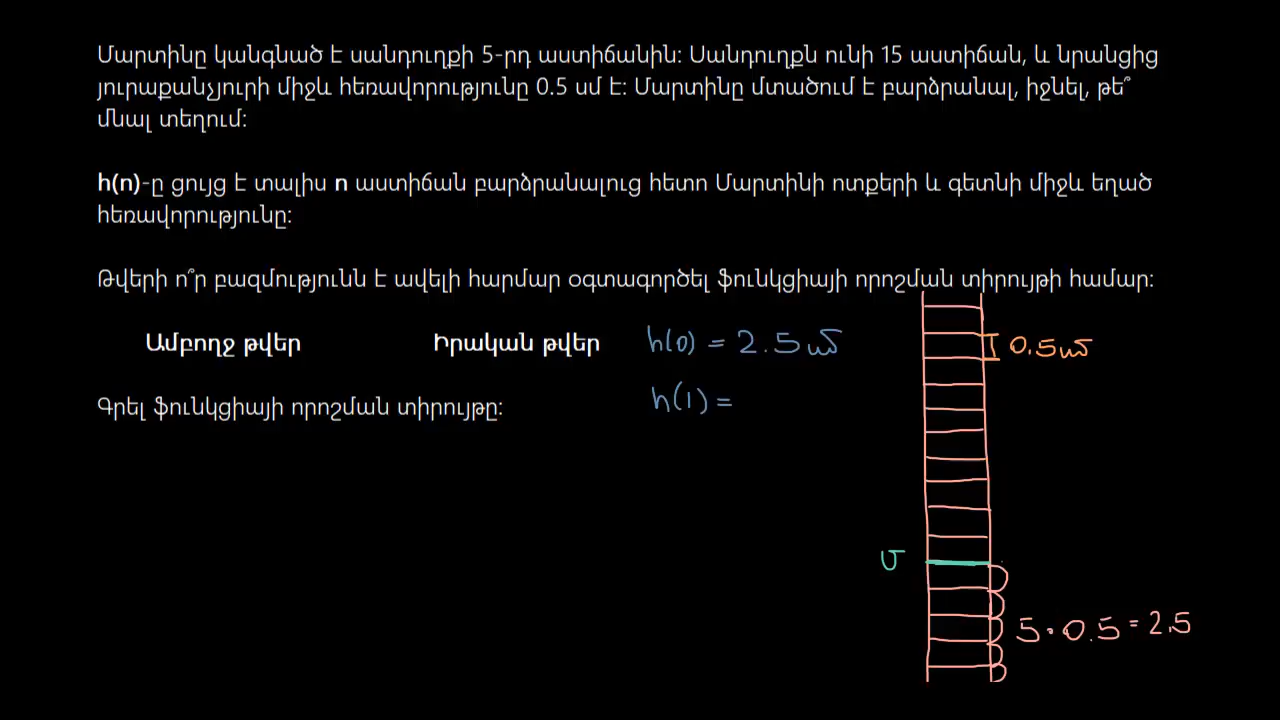 Մարտինը կանգնած է սանդուղքի 5-րդ աստիճանին: Սանդուղքն ունի 15 աստիճան, և նրանցից
յուրաքանչյուրի միջև հեռավորությունը 0.5 սմ է: Մարտինը մտածում է բարձրանալ, իջնել, թե՞
մնալ տեղում:
h(n)-ը ցույց է տալիս n աստիճան բարձրանալուց հետո Մարտինի ոտքերի և գետնի միջև եղած
հեռավորությունը:
Թվերի ո՞ր բազմությունն է ավելի հարմար օգտագործել ֆունկցիայի որոշման տիրույթի համար:
Ամբողջ թվեր Իրական թվեր h(0) = 2.5 մ 0.5 մ
Գրել ֆունկցիայի որոշման տիրույթը: h(1) =
Մ
5 · 0.5 = 2.5